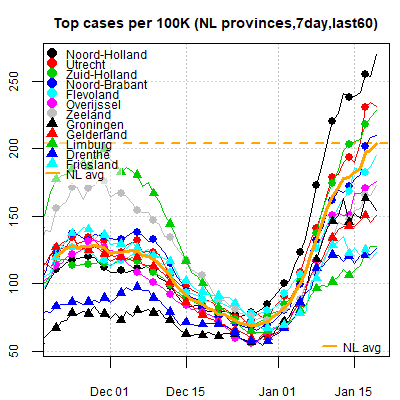 Top cases per 100K (NL provinces,7day,last60)
Noord-Holland
Utrecht
Zuid-Holland
Noord-Brabant
Flevoland
Overijssel
Zeeland
Groningen
Gelderland
Limburg
Drenthe
Friesland
NL avg
250
200
150
100
50
NL avg
Dec 01
Dec 15
Jan 01
Jan 15